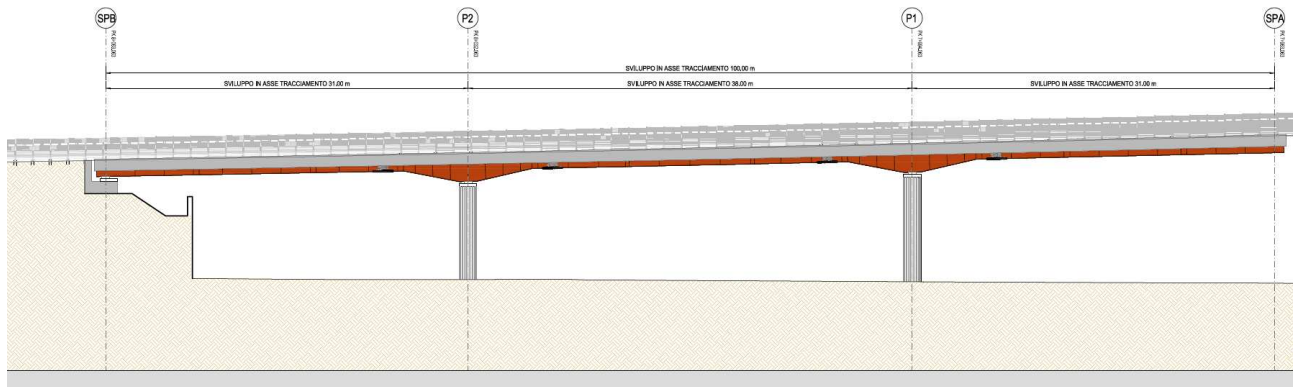 SPB
P2
P1
SPA
SVILUPPO IN ASSE TRACCIAMENTO 100.00 m
SVILUPPO IN ASSE TRACCIAMENTO 31.00 m
SVILUPPO IN ASSE TRACCIAMENTO 38.00 m
SVILUPPO IN ASSE TRACCIAMENTO 31.00 m